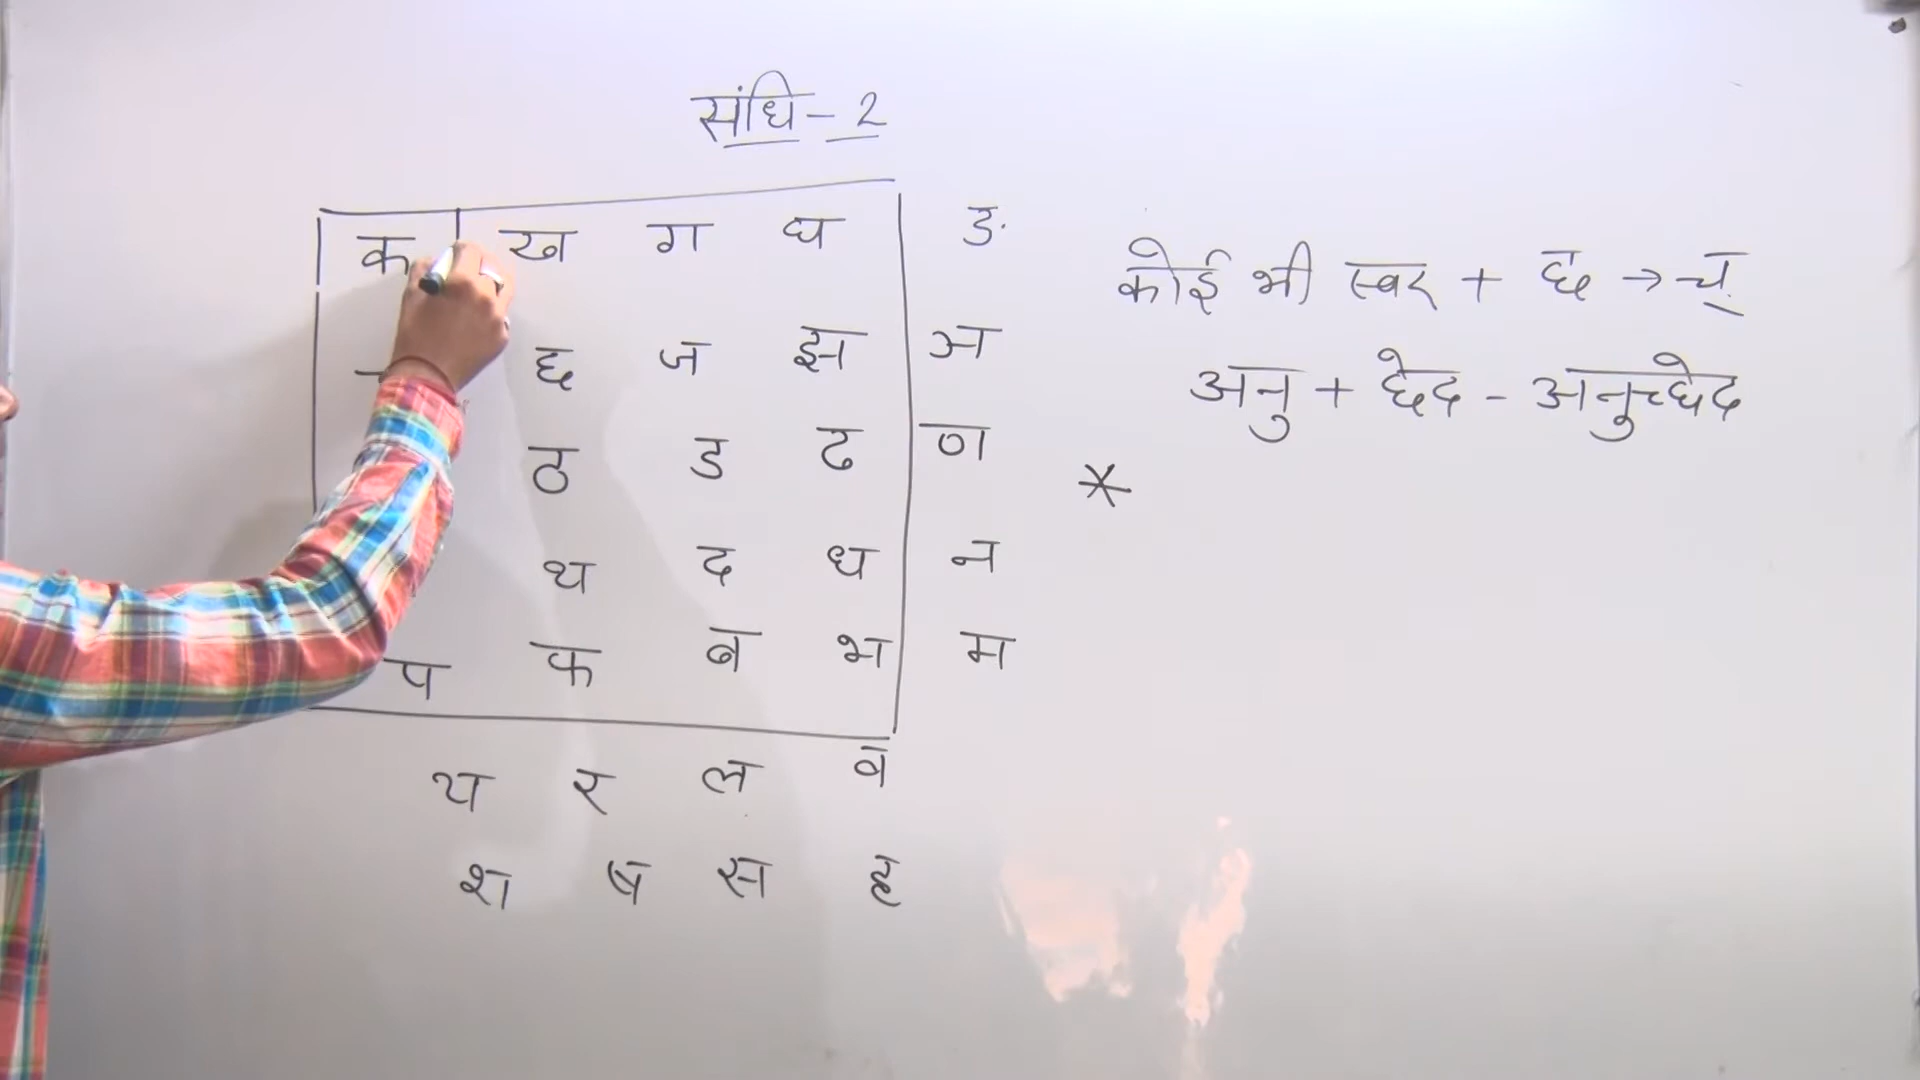 संधि - 2
क ख ग घ ङ
छ ज झ ञ
ठ ड ढ ण
थ द ध न
प फ ब भ म
य र ल व
श ष स ह
कोई भी स्वर + छ → च्
अनु + छेद - अनुच्छेद
*